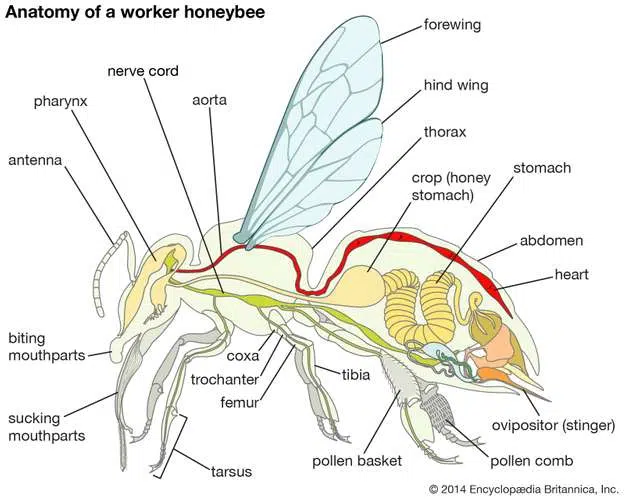 Anatomy of a worker honeybee
forewing
nerve cord
hind wing
pharynx
aorta
thorax
antenna
crop (honey
stomach)
stomach
abdomen
heart
biting
mouthparts
coxa
trochanter
tibia
femur
sucking
mouthparts
ovipositor (stinger)
tarsus
pollen basket
pollen comb
© 2014 Encyclopædia Britannica, Inc.